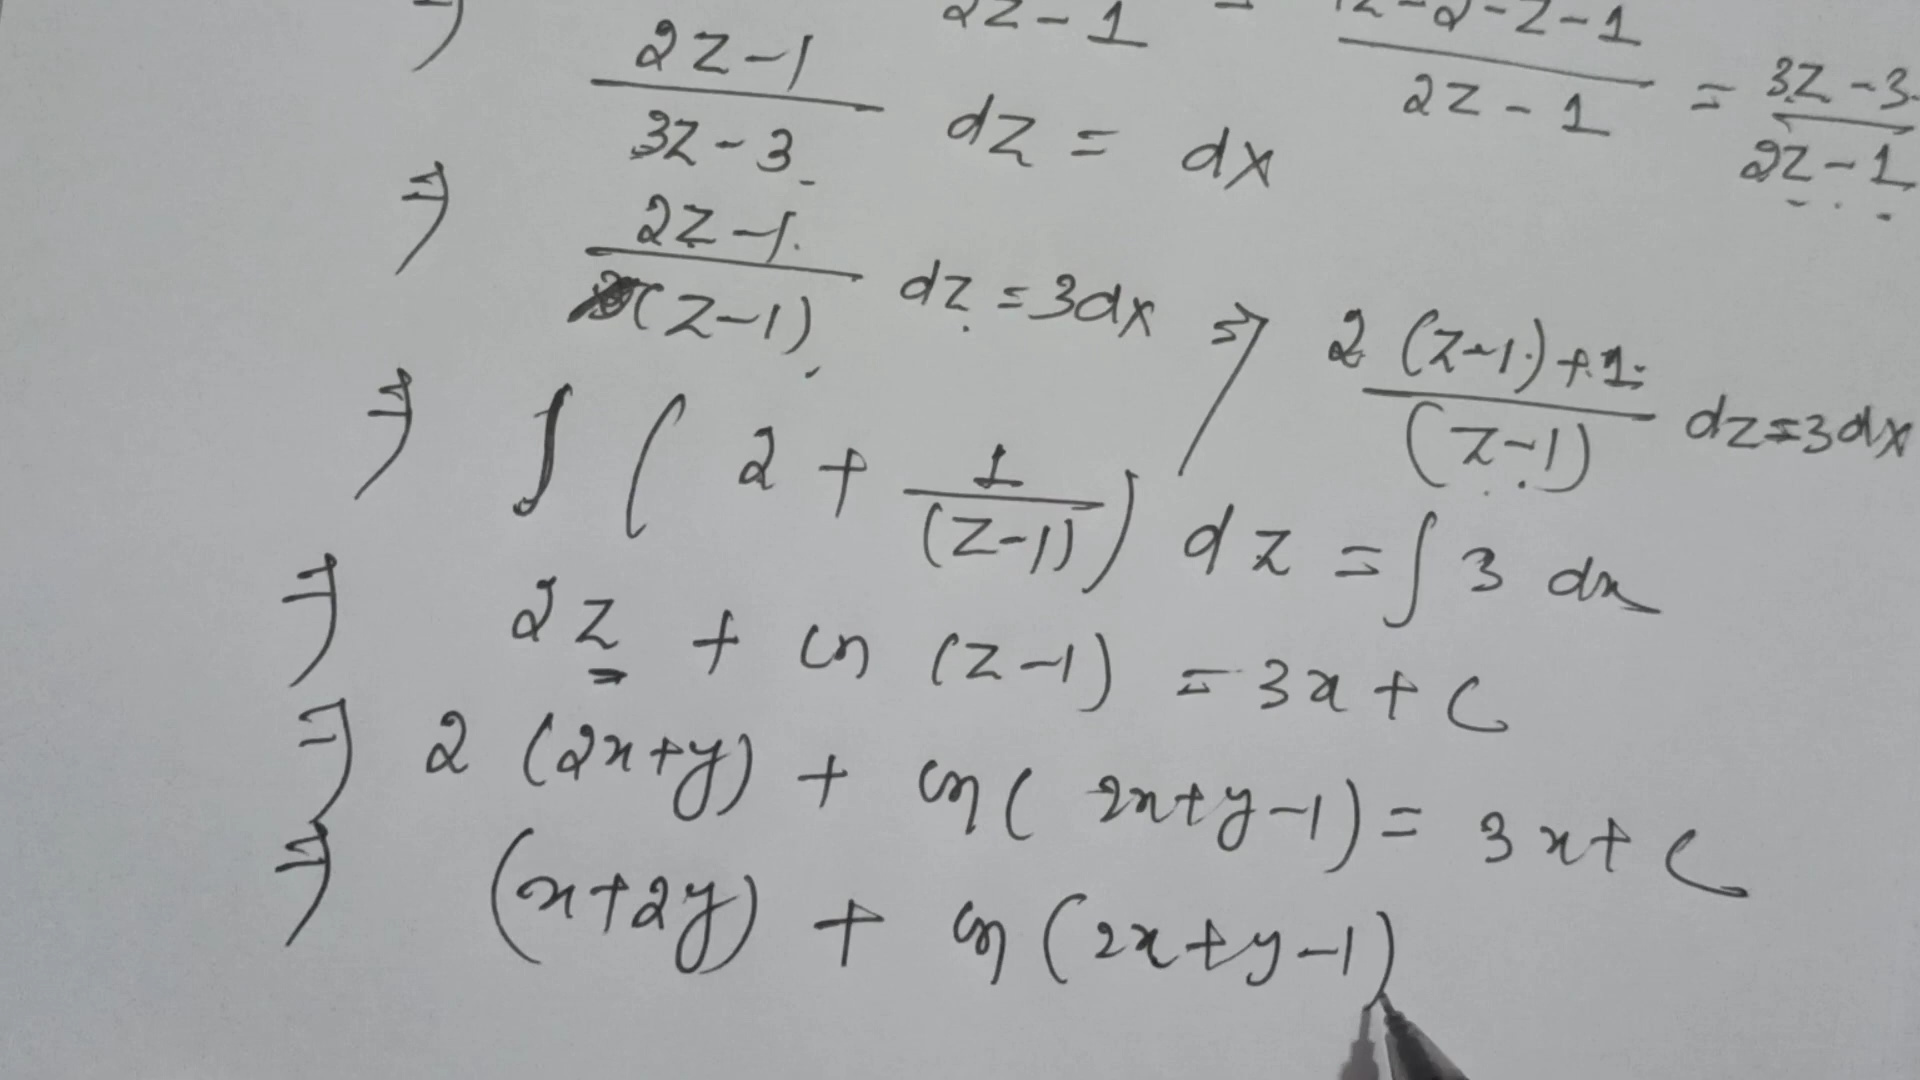 ⇒ 2z-1 = 4z-2-z-1 / 2z-1 = 3z-3 / 2z-1
2z-1 / 3z-3 dz = dx
⇒ 2z-1 / (z-1) dz = 3dx ⇒ 2(z-1)+1 / (z-1) dz=3dx
⇒ ∫ ( 2 + 1/(z-1) ) dz = ∫ 3 dx
⇒ 2z + ln (z-1) = 3x + C
⇒ 2 (2x+y) + ln( 2x+y-1) = 3x+C
⇒ (x+2y) + ln (2x+y-1)